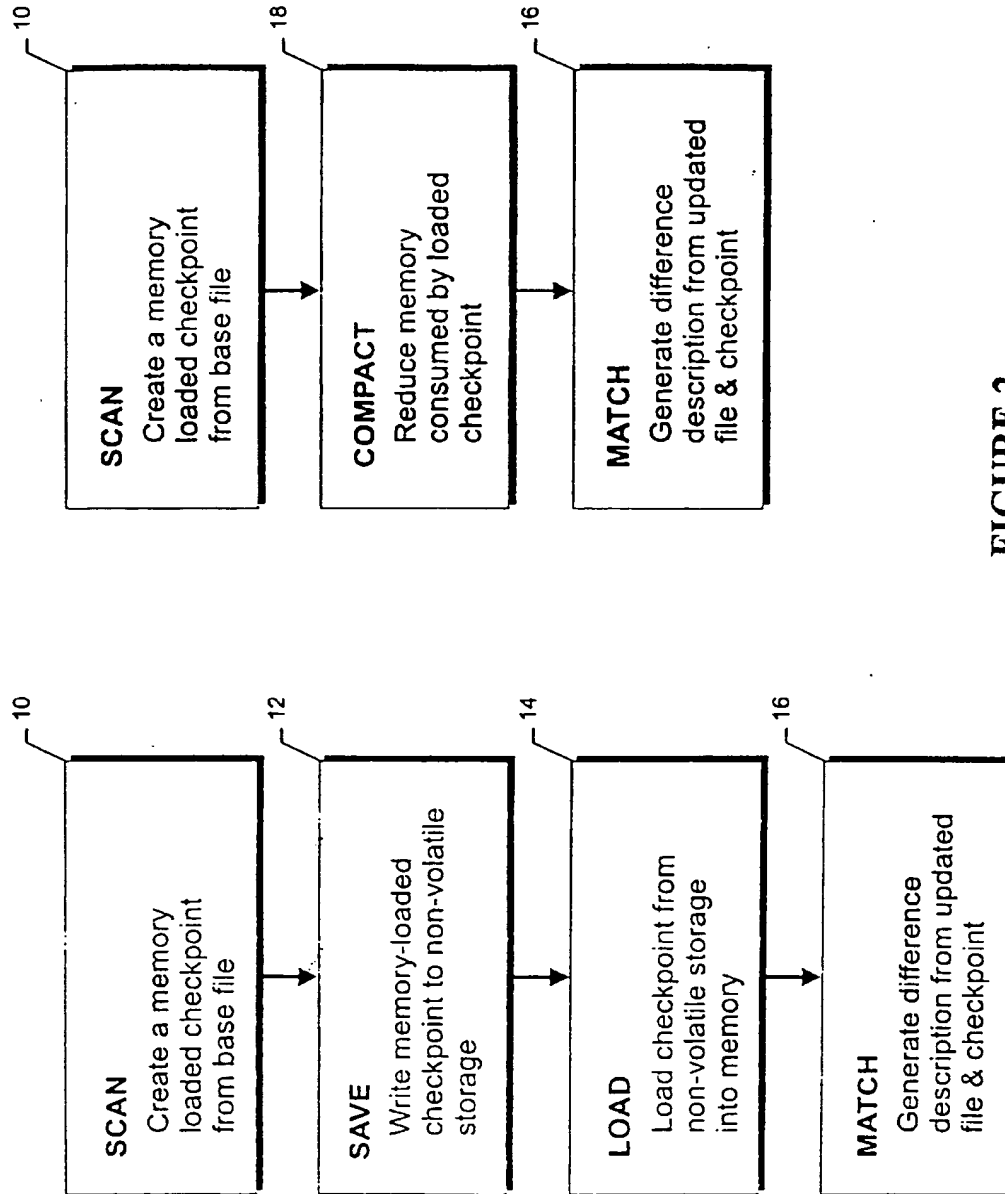 10
SCAN
Create a memory
loaded checkpoint
from base file
12
SAVE
Write memory-loaded
checkpoint to non-volatile
storage
14
LOAD
Load checkpoint from
non-volatile storage
into memory
16
MATCH
Generate difference
description from updated
file & checkpoint
10
SCAN
Create a memory
loaded checkpoint
from base file
18
COMPACT
Reduce memory
consumed by loaded
checkpoint
16
MATCH
Generate difference
description from updated
file & checkpoint
FIGURE